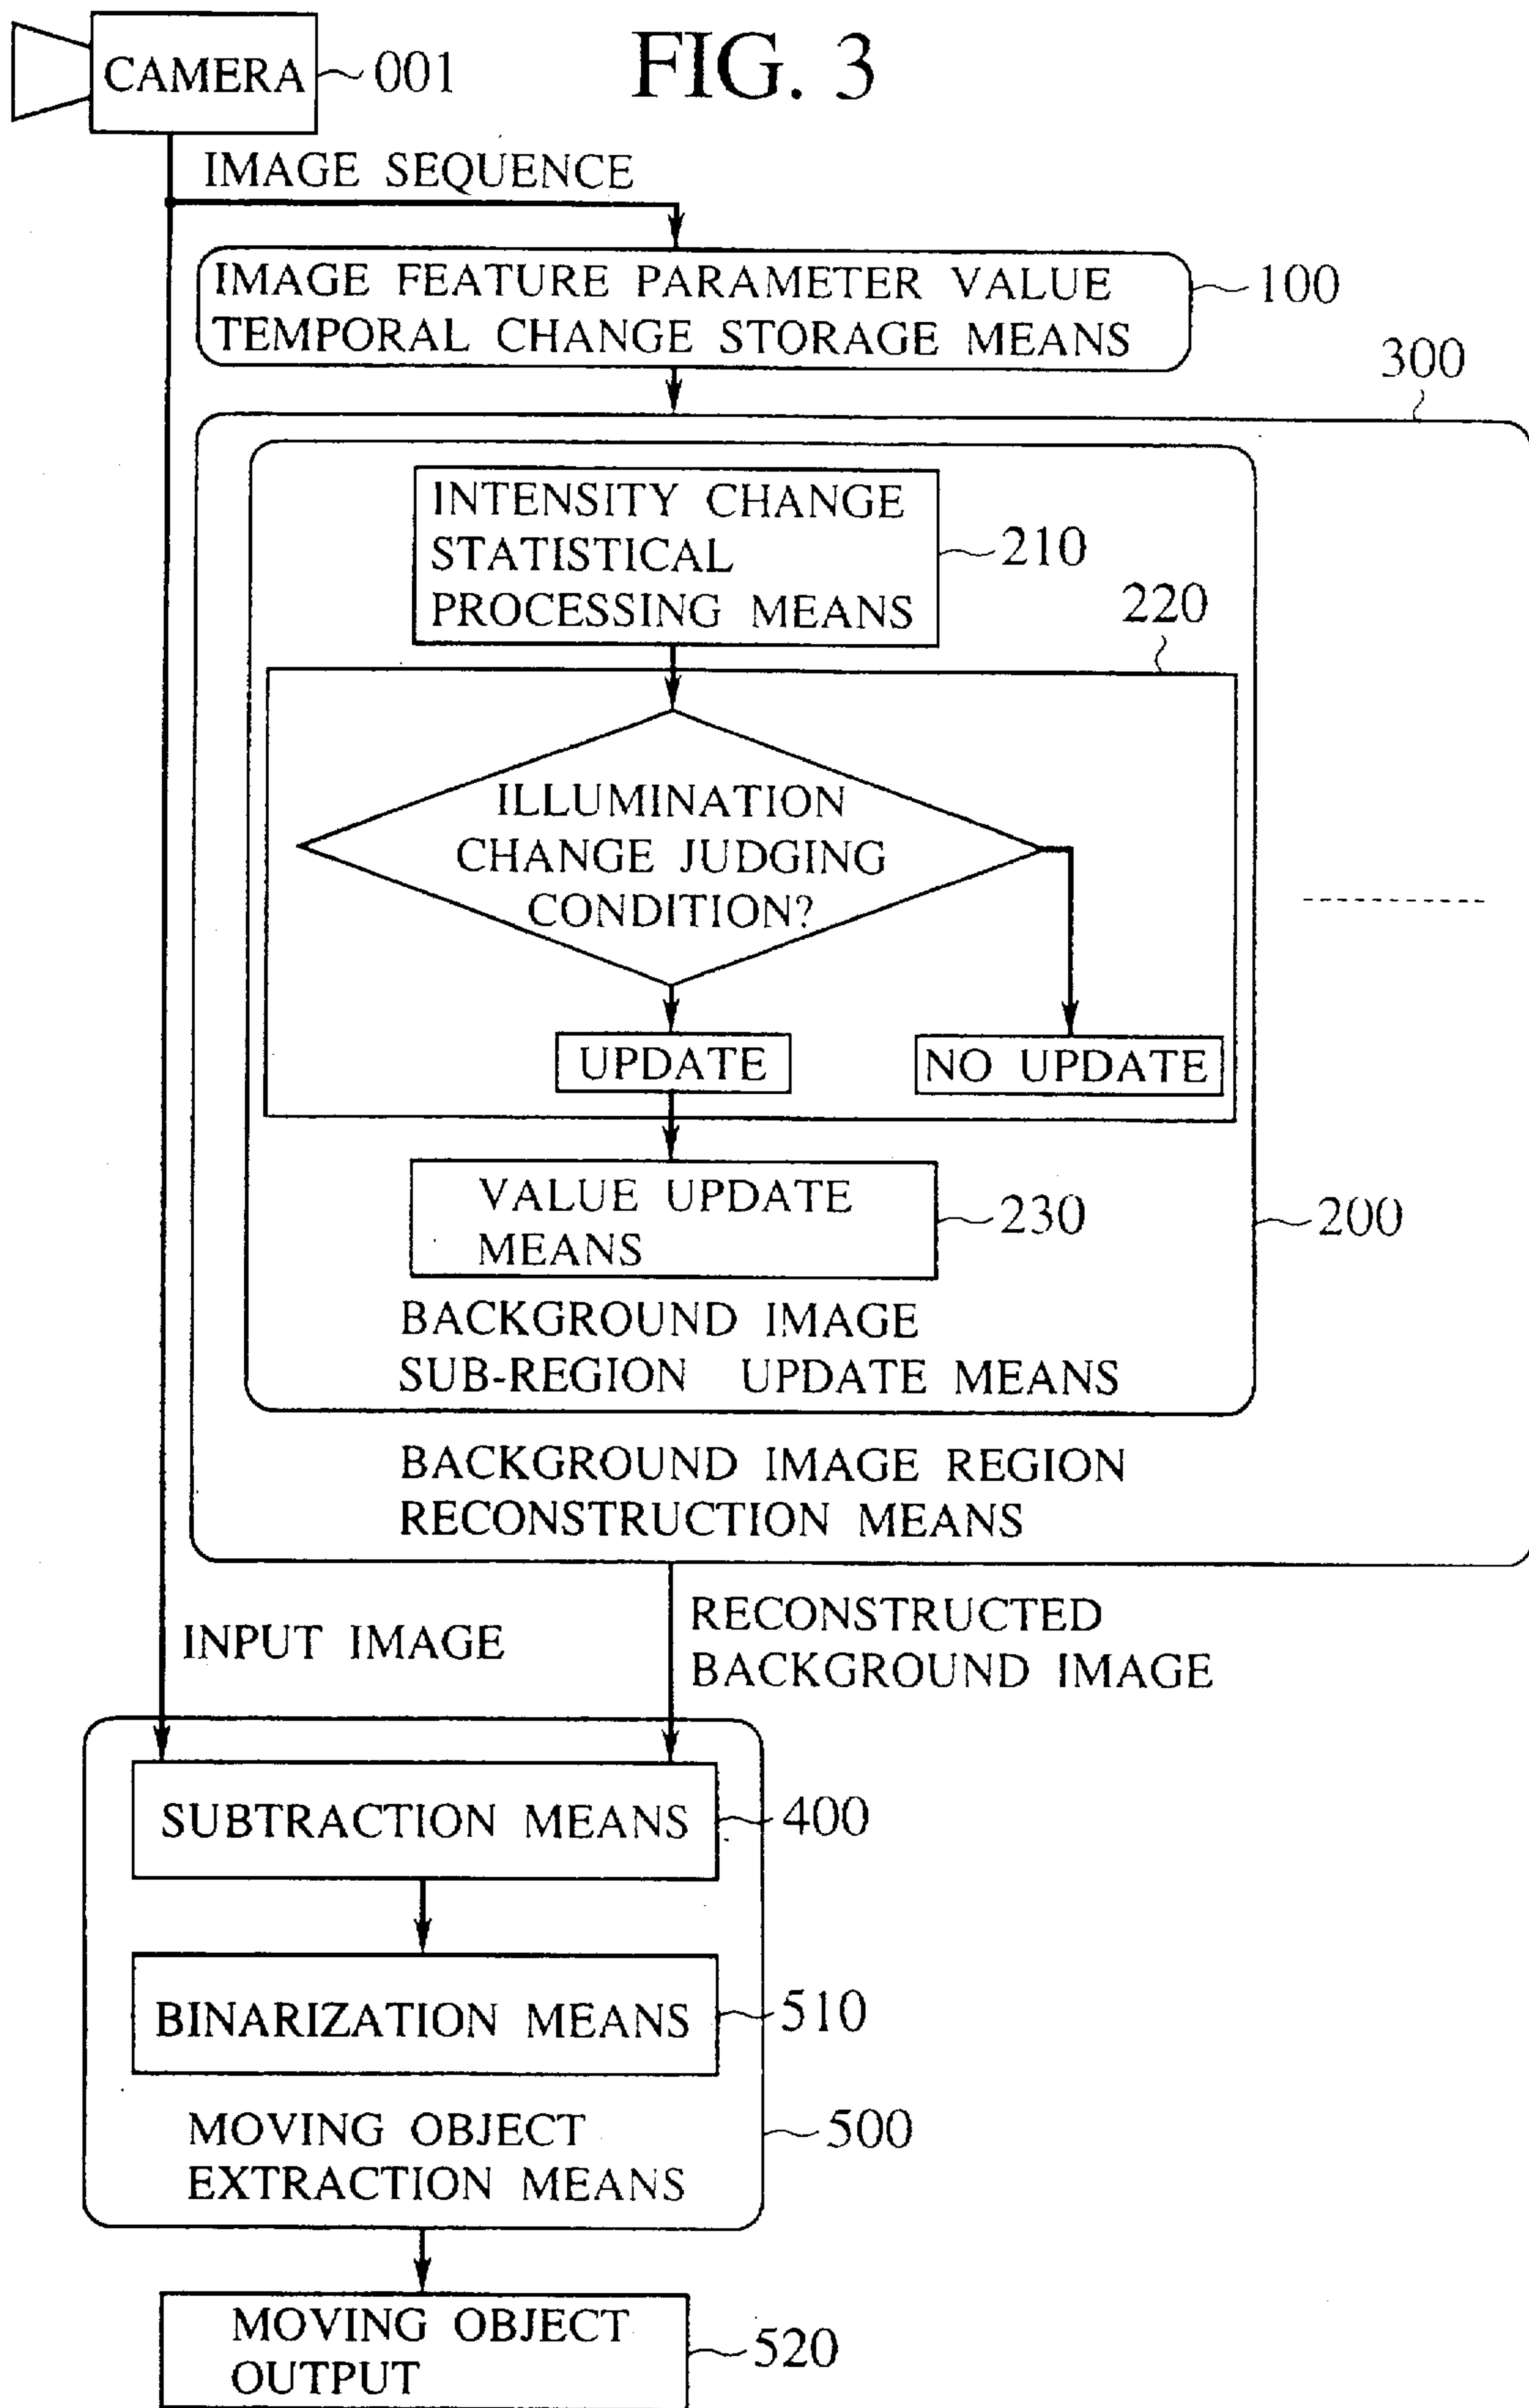 FIG. 3
CAMERA
001
IMAGE SEQUENCE
IMAGE FEATURE PARAMETER VALUE
TEMPORAL CHANGE STORAGE MEANS
100
300
INTENSITY CHANGE
STATISTICAL
PROCESSING MEANS
210
220
ILLUMINATION
CHANGE JUDGING
CONDITION?
UPDATE
NO UPDATE
VALUE UPDATE
MEANS
230
200
BACKGROUND IMAGE
SUB-REGION UPDATE MEANS
BACKGROUND IMAGE REGION
RECONSTRUCTION MEANS
INPUT IMAGE
RECONSTRUCTED
BACKGROUND IMAGE
SUBTRACTION MEANS
400
BINARIZATION MEANS
510
MOVING OBJECT
EXTRACTION MEANS
500
MOVING OBJECT
OUTPUT
520